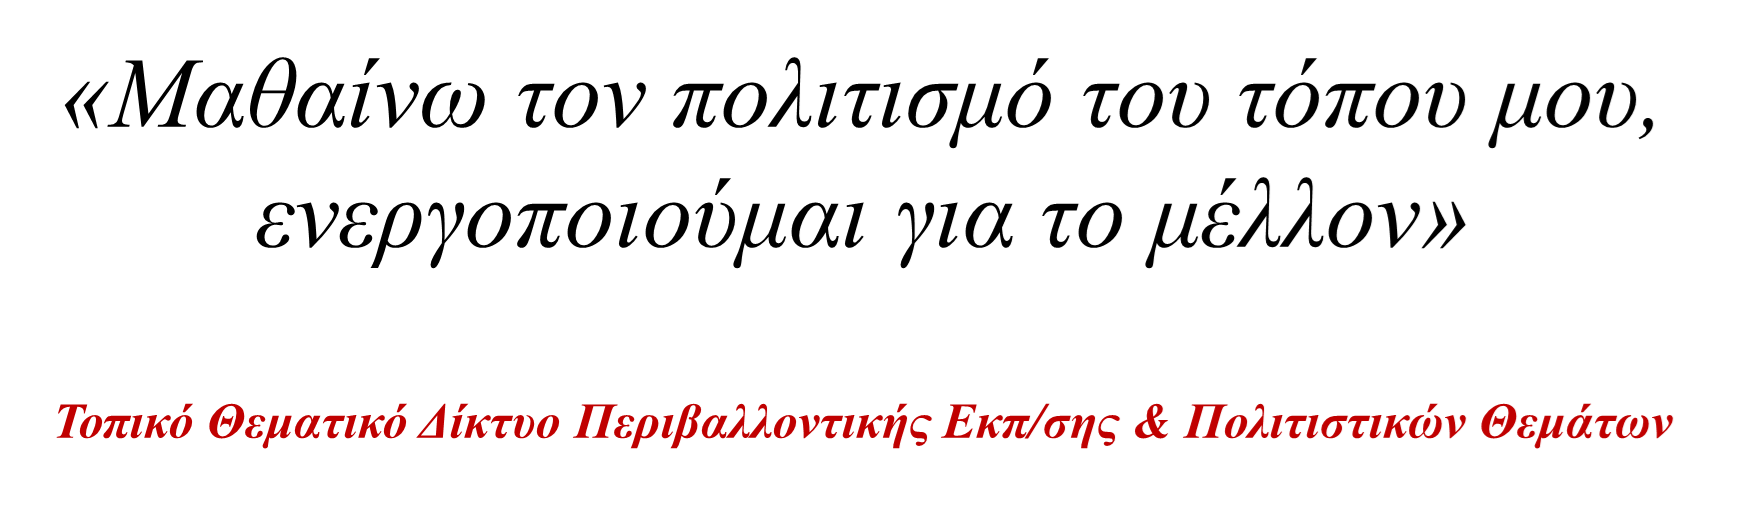 «Μαθαίνω τον πολιτισμό του τόπου μου,
ενεργοποιούμαι για το μέλλον»
Τοπικό Θεματικό Δίκτυο Περιβαλλοντικής Εκπ/σης & Πολιτιστικών Θεμάτων